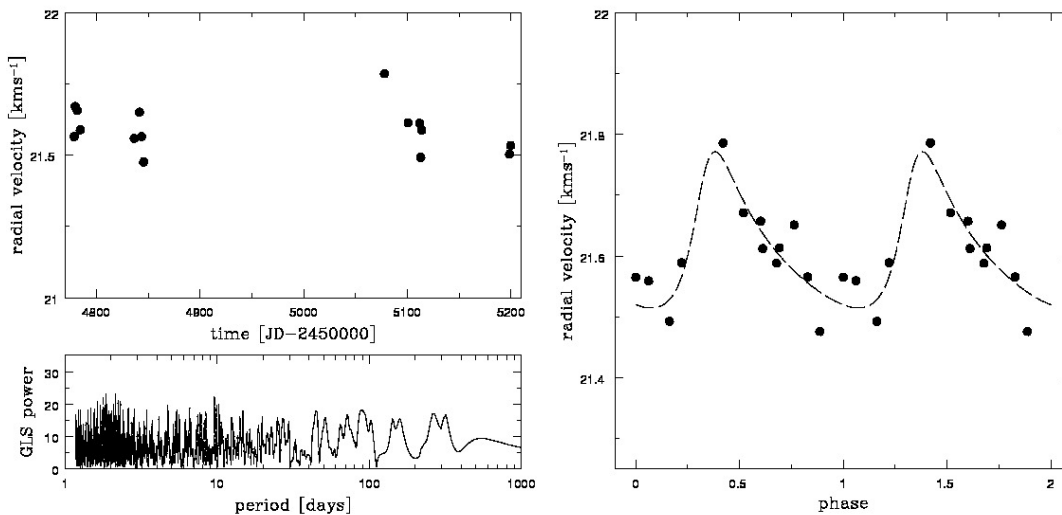 22
21.5
21
radial velocity [kms⁻¹]
4800 4900 5000 5100 5200
time [JD−2450000]
30
20
10
0
GLS power
1 10 100 1000
period [days]
22
21.8
21.6
21.4
radial velocity [kms⁻¹]
0 0.5 1 1.5 2
phase